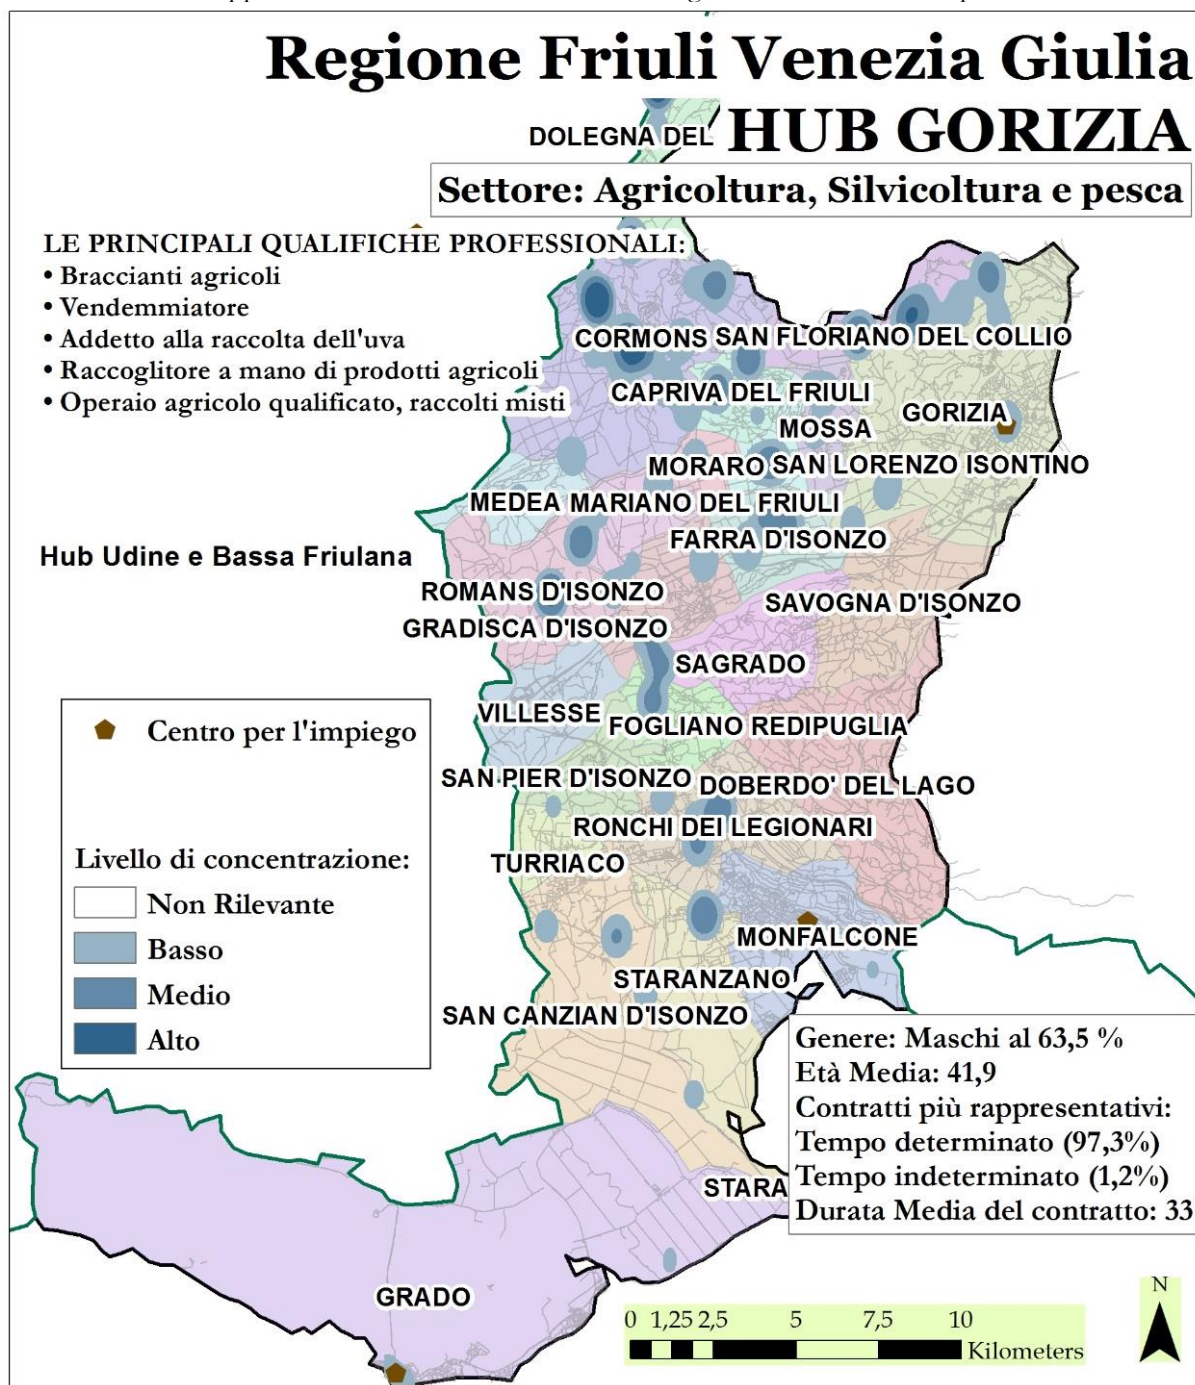 Regione Friuli Venezia Giulia
HUB GORIZIA
DOLEGNA DEL
Settore: Agricoltura, Silvicoltura e pesca
LE PRINCIPALI QUALIFICHE PROFESSIONALI:
• Braccianti agricoli
• Vendemmiatore
• Addetto alla raccolta dell'uva
• Raccoglitore a mano di prodotti agricoli
• Operaio agricolo qualificato, raccolti misti
CORMONS
SAN FLORIANO DEL COLLIO
CAPRIVA DEL FRIULI
GORIZIA
MOSSA
MORARO
SAN LORENZO ISONTINO
MEDEA
MARIANO DEL FRIULI
FARRA D'ISONZO
Hub Udine e Bassa Friulana
ROMANS D'ISONZO
SAVOGNA D'ISONZO
GRADISCA D'ISONZO
SAGRADO
VILLESSE
FOGLIANO REDIPUGLIA
SAN PIER D'ISONZO
DOBERDO' DEL LAGO
RONCHI DEI LEGIONARI
TURRIACO
MONFALCONE
STARANZANO
SAN CANZIAN D'ISONZO
STARA
GRADO
Centro per l'impiego
Livello di concentrazione:
Non Rilevante
Basso
Medio
Alto
Genere: Maschi al 63,5 %
Età Media: 41,9
Contratti più rappresentativi:
Tempo determinato (97,3%)
Tempo indeterminato (1,2%)
Durata Media del contratto: 33
0 1,25 2,5 5 7,5 10
Kilometers
N